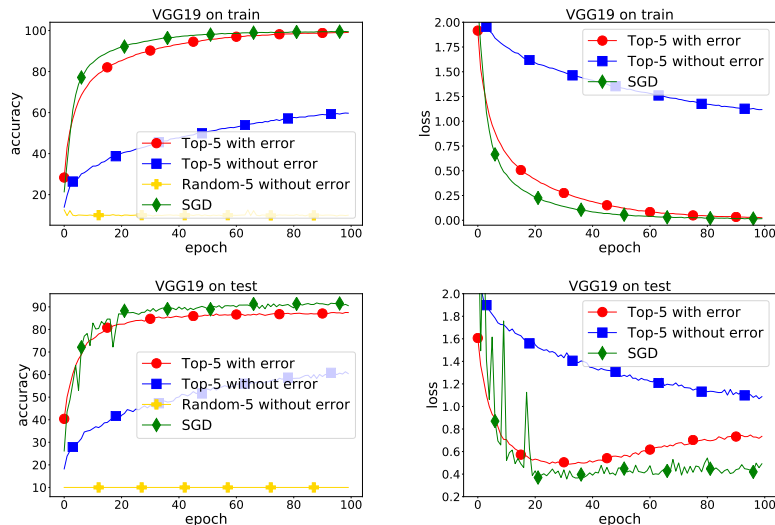 VGG19 on train
100
80
60
40
20
accuracy
Top-5 with error
Top-5 without error
Random-5 without error
SGD
0 20 40 60 80 100
epoch
VGG19 on train
2.00
1.75
1.50
1.25
1.00
0.75
0.50
0.25
0.00
loss
Top-5 with error
Top-5 without error
SGD
0 20 40 60 80 100
epoch
VGG19 on test
90
80
70
60
50
40
30
20
10
accuracy
Top-5 with error
Top-5 without error
Random-5 without error
SGD
0 20 40 60 80 100
epoch
VGG19 on test
2.0
1.8
1.6
1.4
1.2
1.0
0.8
0.6
0.4
0.2
loss
Top-5 with error
Top-5 without error
SGD
0 20 40 60 80 100
epoch